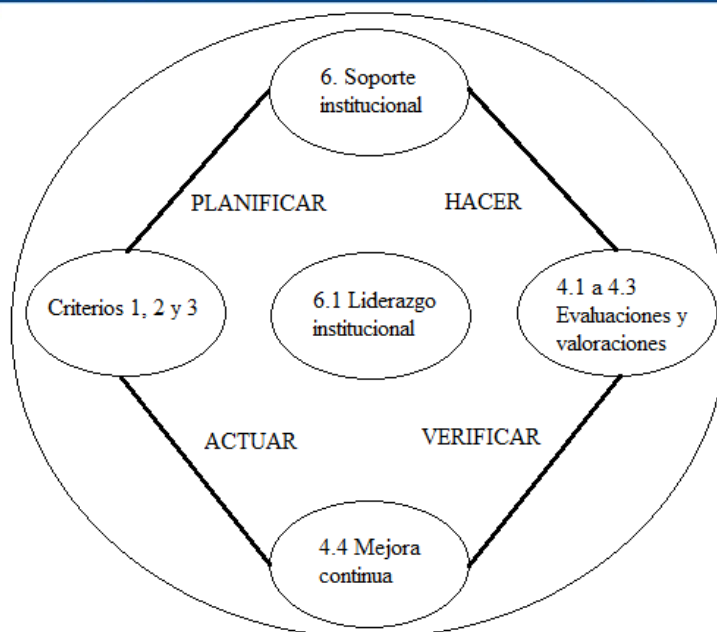 6. Soporte
institucional
PLANIFICAR
HACER
Criterios 1, 2 y 3
6.1 Liderazgo
institucional
4.1 a 4.3
Evaluaciones y
valoraciones
ACTUAR
VERIFICAR
4.4 Mejora
continua